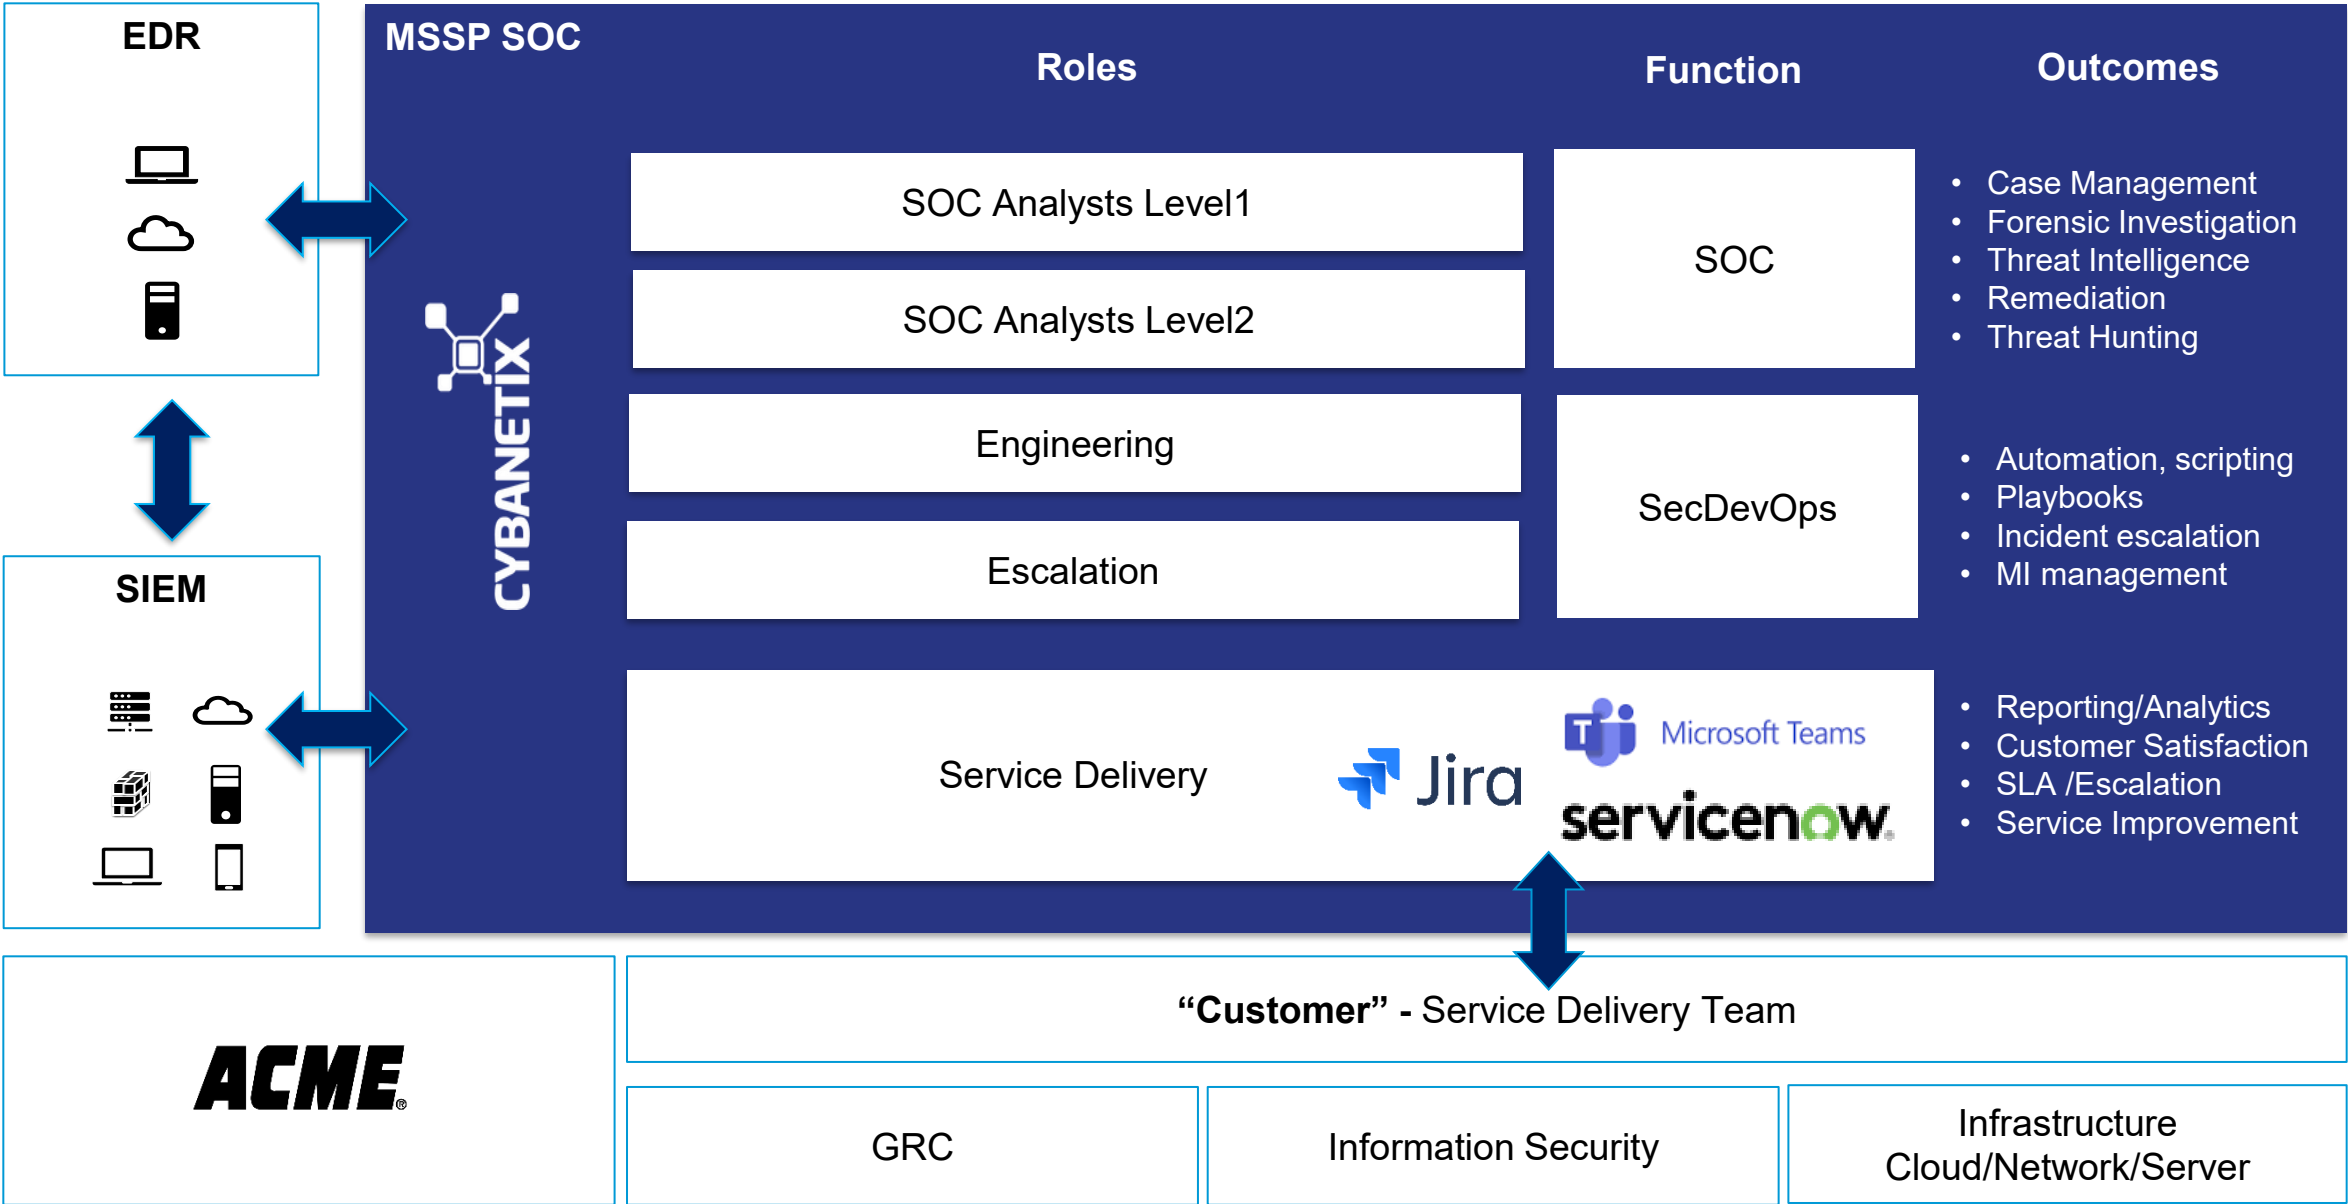 EDR
MSSP SOC
Roles
Function
Outcomes
SOC Analysts Level1
SOC Analysts Level2
SOC
• Case Management
• Forensic Investigation
• Threat Intelligence
• Remediation
• Threat Hunting
CYBANETIX
Engineering
Escalation
SecDevOps
• Automation, scripting
• Playbooks
• Incident escalation
• MI management
SIEM
Service Delivery
Jira
T Microsoft Teams
servicenow.
• Reporting/Analytics
• Customer Satisfaction
• SLA /Escalation
• Service Improvement
ACME®
“Customer” - Service Delivery Team
GRC
Information Security
Infrastructure
Cloud/Network/Server